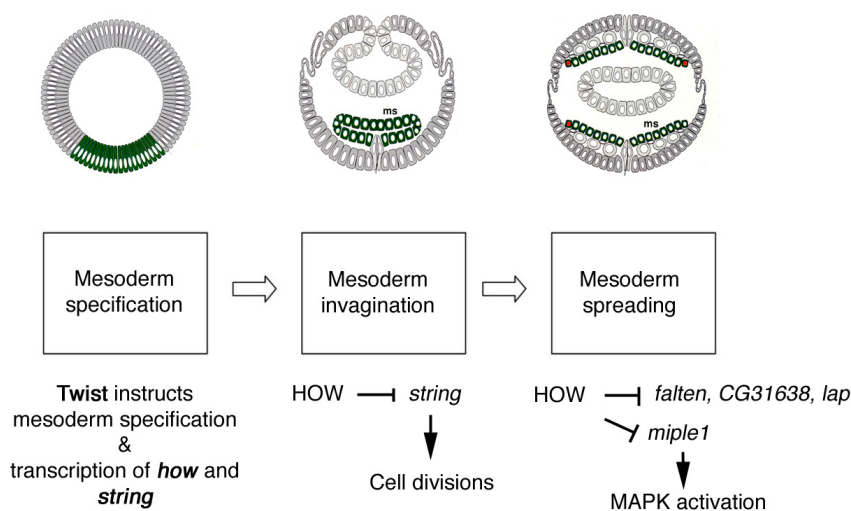 ms
ms
Mesoderm
specification
Mesoderm
invagination
Mesoderm
spreading
Twist instructs
mesoderm specification
&
transcription of how and
string
HOW string
Cell divisions
HOW falten, CG31638, lap
miple1
MAPK activation